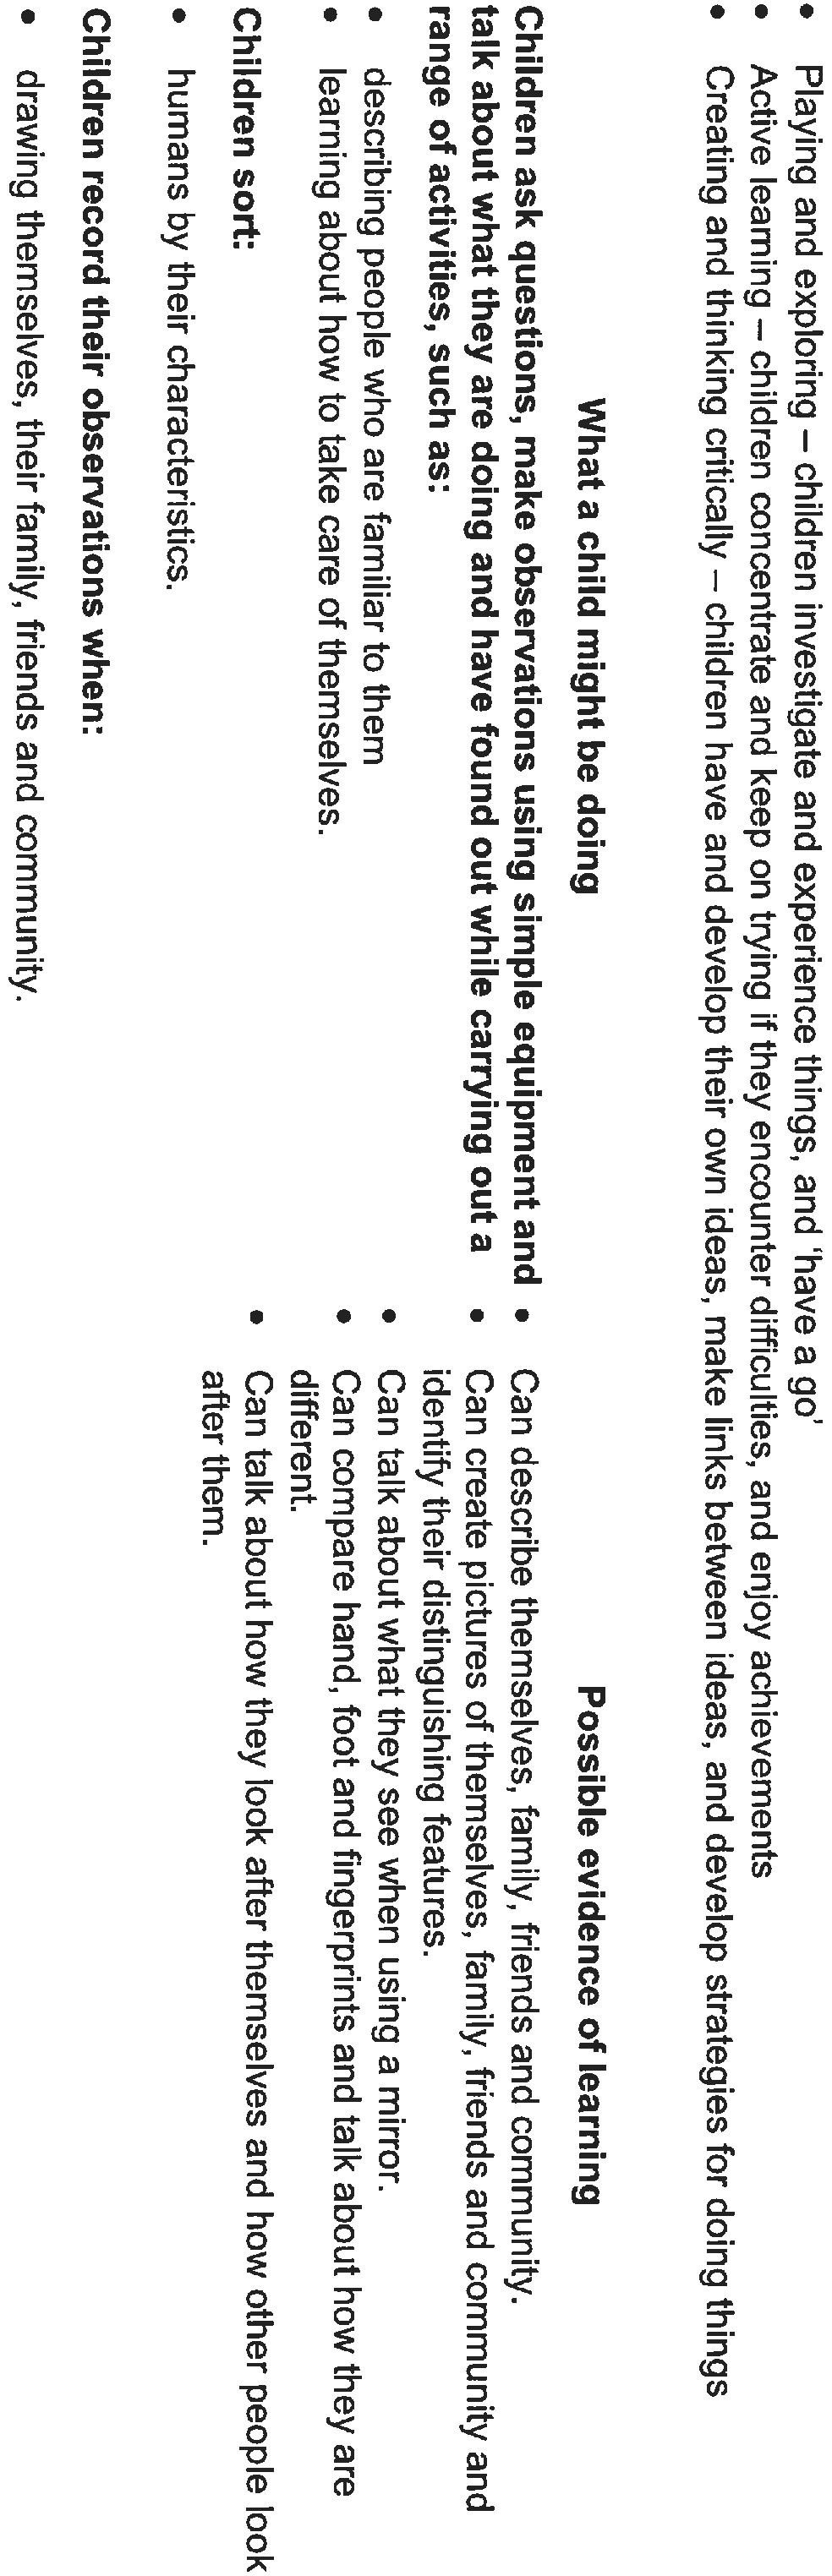 • Playing and exploring – children investigate and experience things, and 'have a go'
• Active learning – children concentrate and keep on trying if they encounter difficulties, and enjoy achievements
• Creating and thinking critically – children have and develop their own ideas, make links between ideas, and develop strategies for doing things
What a child might be doing
Children ask questions, make observations using simple equipment and
talk about what they are doing and have found out while carrying out a
range of activities, such as:
• describing people who are familiar to them
• learning about how to take care of themselves.
Children sort:
• humans by their characteristics.
Children record their observations when:
• drawing themselves, their family, friends and community.
Possible evidence of learning
• Can describe themselves, family, friends and community.
• Can create pictures of themselves, family, friends and community and
identify their distinguishing features.
• Can talk about what they see when using a mirror.
• Can compare hand, foot and fingerprints and talk about how they are
different.
• Can talk about how they look after themselves and how other people look
after them.